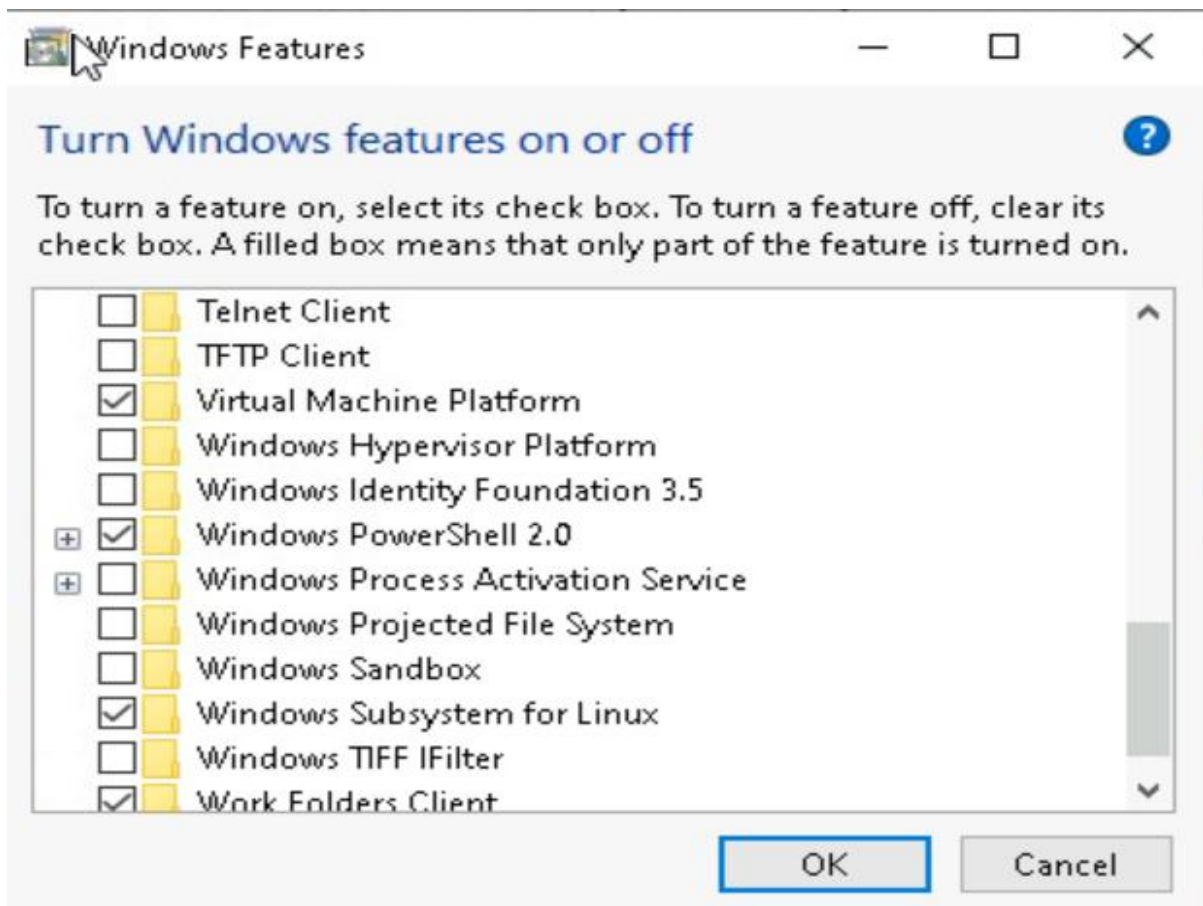 Windows Features
Turn Windows features on or off
?
To turn a feature on, select its check box. To turn a feature off, clear its
check box. A filled box means that only part of the feature is turned on.
Telnet Client
TFTP Client
Virtual Machine Platform
Windows Hypervisor Platform
Windows Identity Foundation 3.5
Windows PowerShell 2.0
Windows Process Activation Service
Windows Projected File System
Windows Sandbox
Windows Subsystem for Linux
Windows TIFF IFilter
Work Folders Client
OK
Cancel